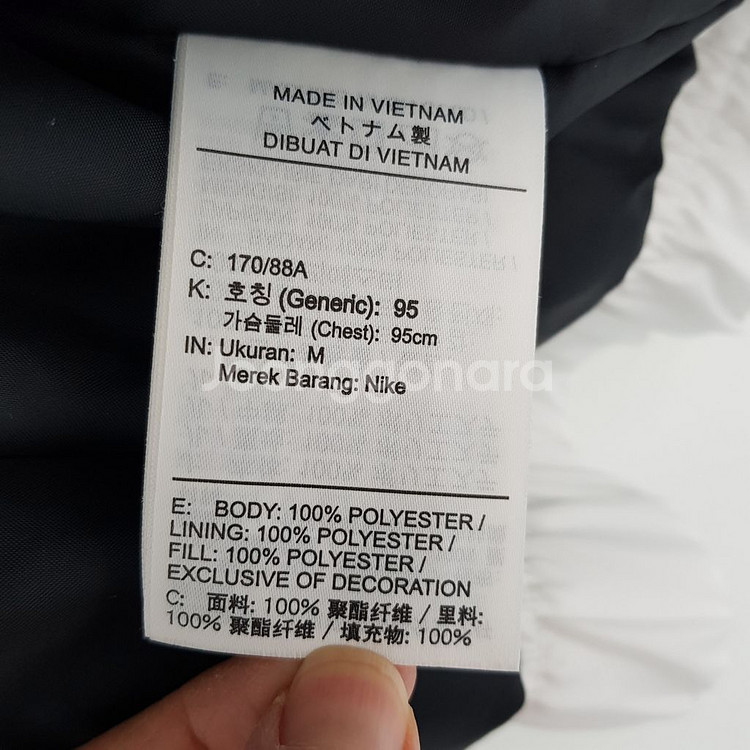 MADE IN VIETNAM
ベトナム製
DIBUAT DI VIETNAM
C: 170/88A
K: 호칭 (Generic): 95
가슴둘레 (Chest): 95cm
IN: Ukuran: M
Merek Barang: Nike
Joonggonara
E: BODY: 100% POLYESTER /
LINING: 100% POLYESTER /
FILL: 100% POLYESTER /
EXCLUSIVE OF DECORATION
C: 面料: 100% 聚酯纤维 / 里料:
100% 聚酯纤维 / 填充物: 100%